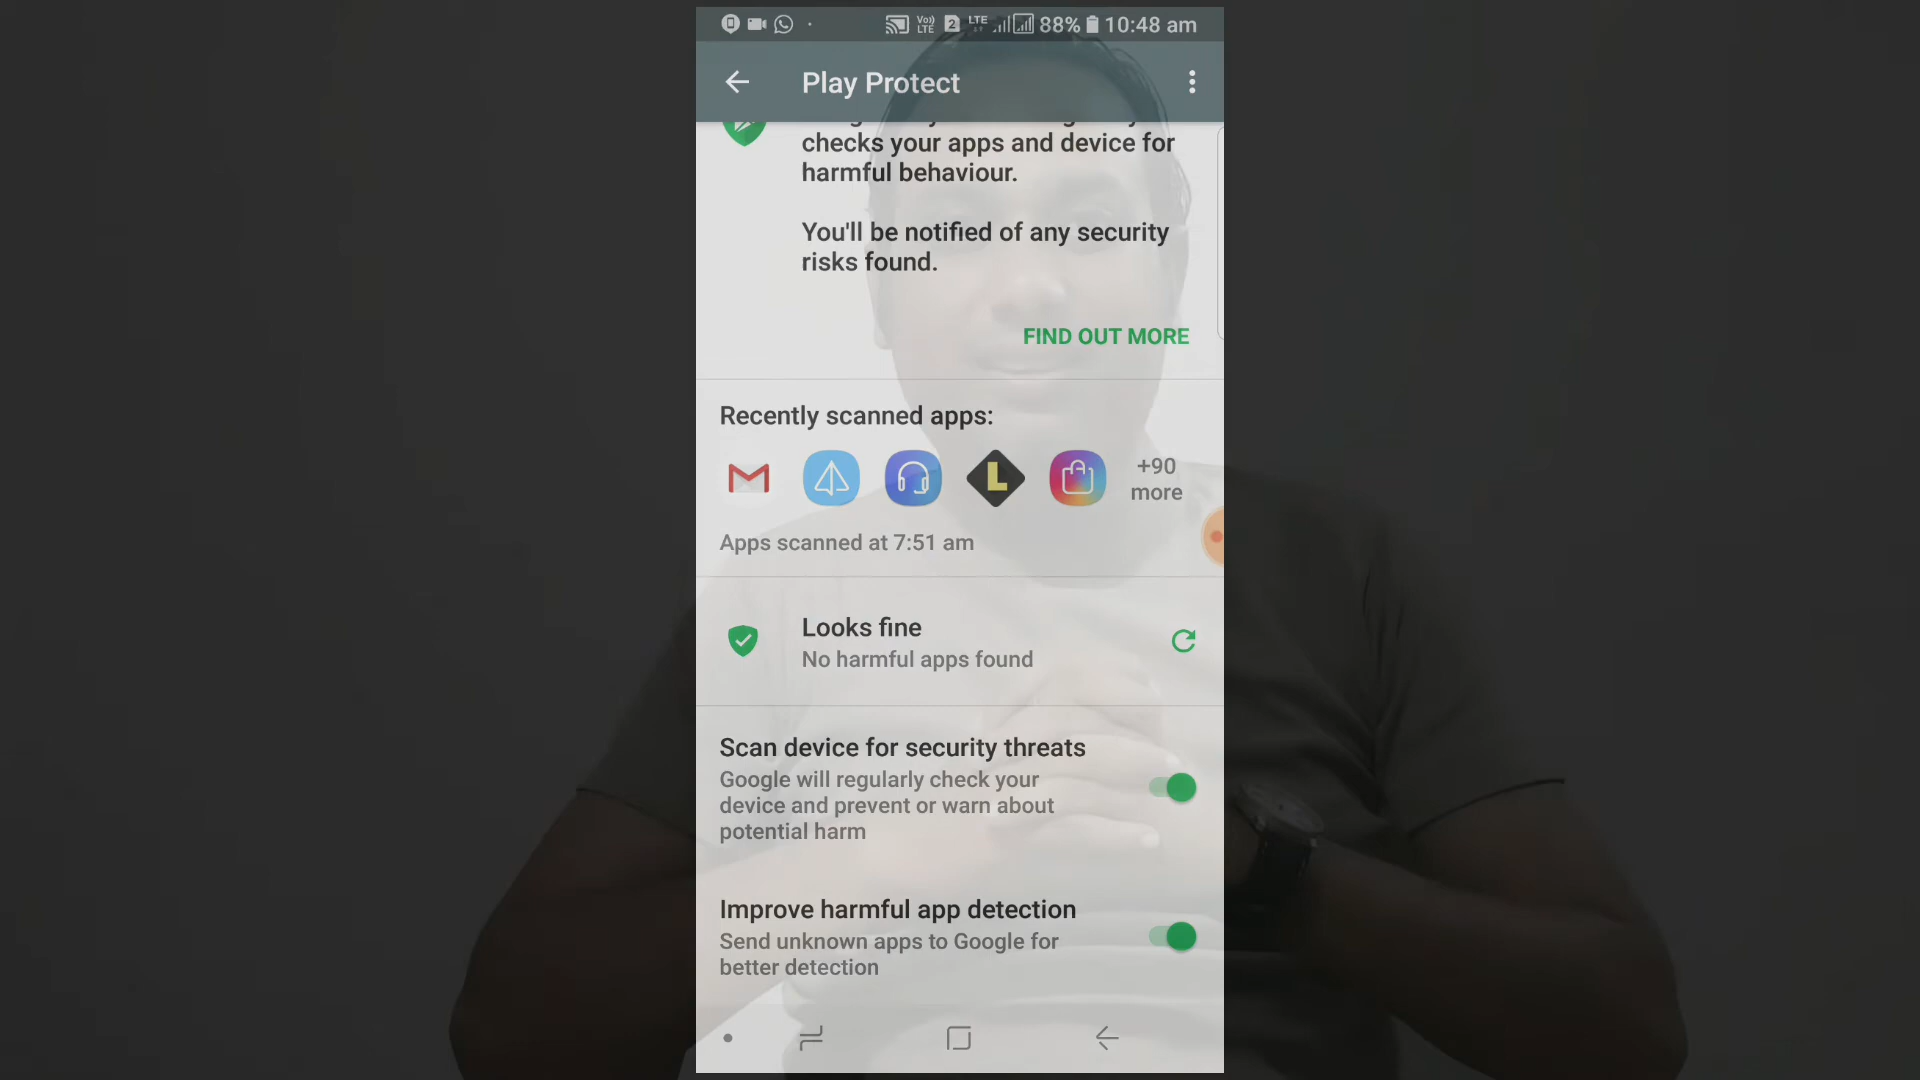 VoLTE 2 LTE 88% 10:48 am
Play Protect
checks your apps and device for
harmful behaviour.
You'll be notified of any security
risks found.
FIND OUT MORE
Recently scanned apps:
L
+90
more
Apps scanned at 7:51 am
Looks fine
No harmful apps found
Scan device for security threats
Google will regularly check your
device and prevent or warn about
potential harm
Improve harmful app detection
Send unknown apps to Google for
better detection